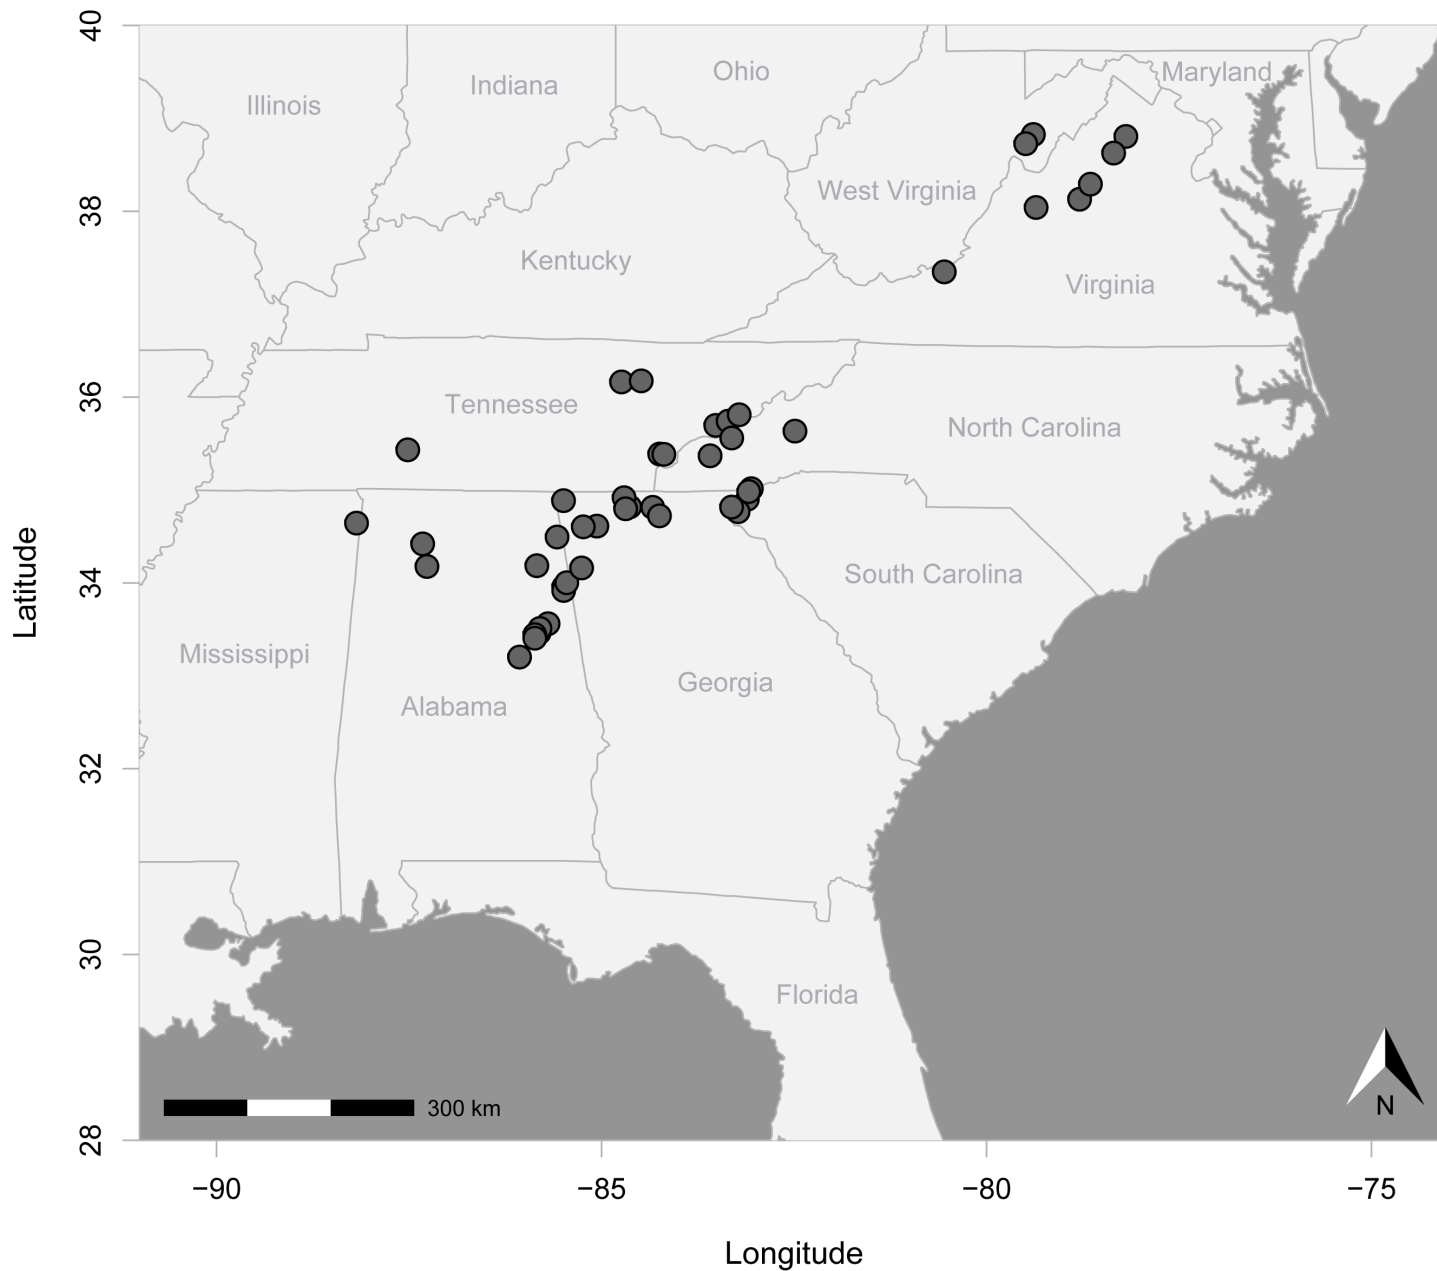 40
Illinois
Indiana
Ohio
Maryland
West Virginia
38
Kentucky
Virginia
36
Tennessee
North Carolina
Latitude
34
South Carolina
Mississippi
Alabama
Georgia
32
30
Florida
300 km
N
28
−90
−85
−80
−75
Longitude